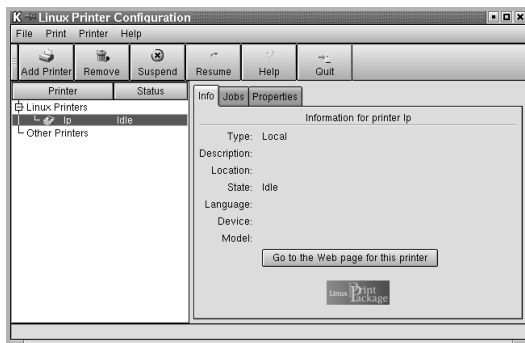 K Linux Printer Configuration
File Print Printer Help
Add Printer Remove Suspend Resume Help Quit
Printer Status
Info Jobs Properties
Linux Printers
lp Idle
Other Printers
Information for printer lp
Type: Local
Description:
Location:
State: Idle
Language:
Device:
Model:
Go to the Web page for this printer
Linux Print Package